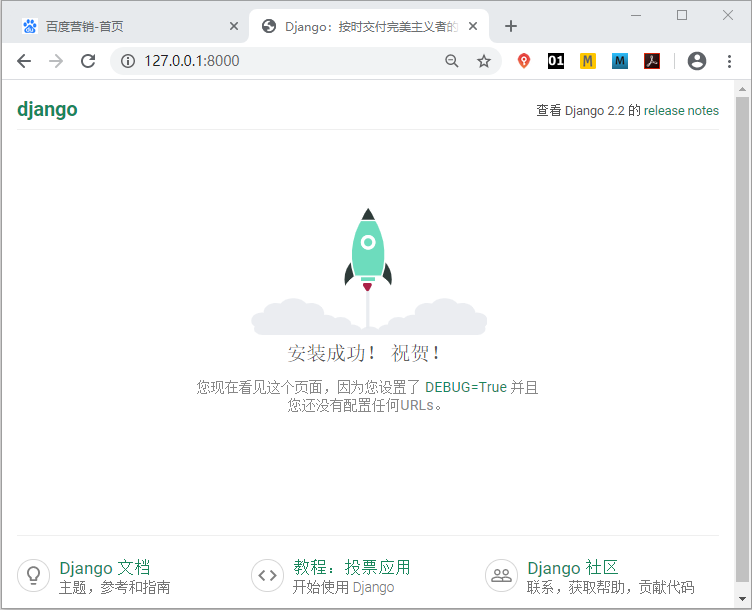 百度营销-首页
Django：按时交付完美主义者的
127.0.0.1:8000
01
M
M
django
查看 Django 2.2 的 release notes
安装成功！ 祝贺！
您现在看见这个页面，因为您设置了 DEBUG=True 并且
您还没有配置任何URLs。
Django 文档
主题，参考和指南
教程：投票应用
开始使用 Django
Django 社区
联系，获取帮助，贡献代码